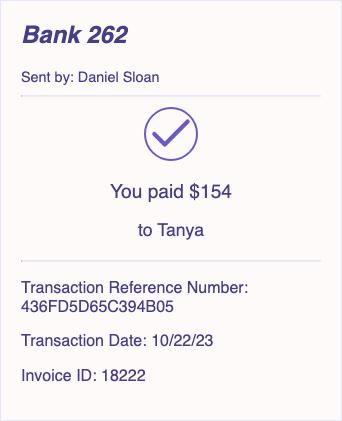 Bank 262
Sent by: Daniel Sloan
You paid $154
to Tanya
Transaction Reference Number:
436FD5D65C394B05
Transaction Date: 10/22/23
Invoice ID: 18222